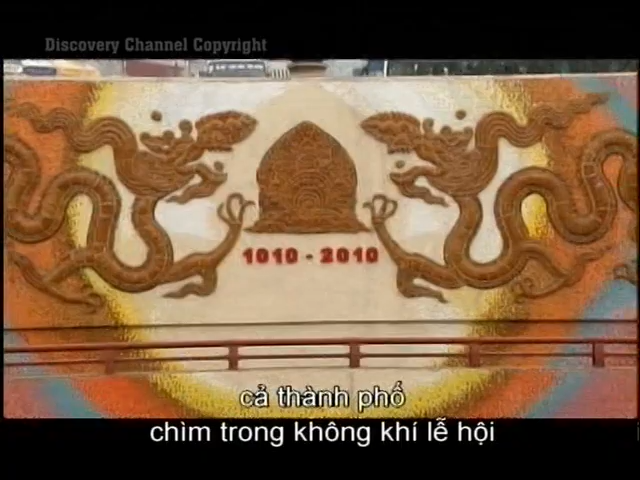 Discovery Channel Copyright
1010 - 2010
cả thành phố
chìm trong không khí lễ hội